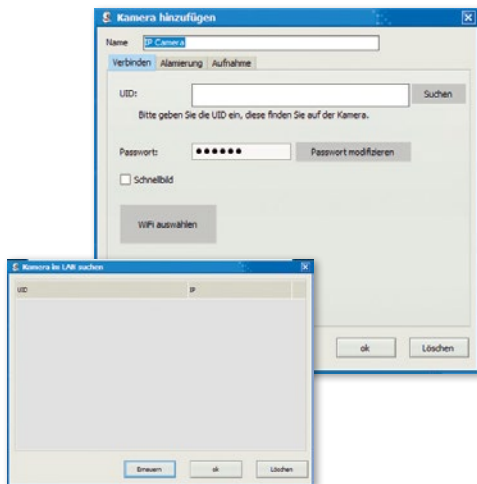 Kamera hinzufügen
Name IP Camera
Verbinden Alamierung Aufnahme
UID: Suchen
Bitte geben Sie die UID ein, diese finden Sie auf der Kamera.
Passwort: ●●●●●● Passwort modifizieren
Schnellbild
WiFi auswählen
ok Löschen
Kamera im LAN suchen
UID IP
Erneuern ok Löschen